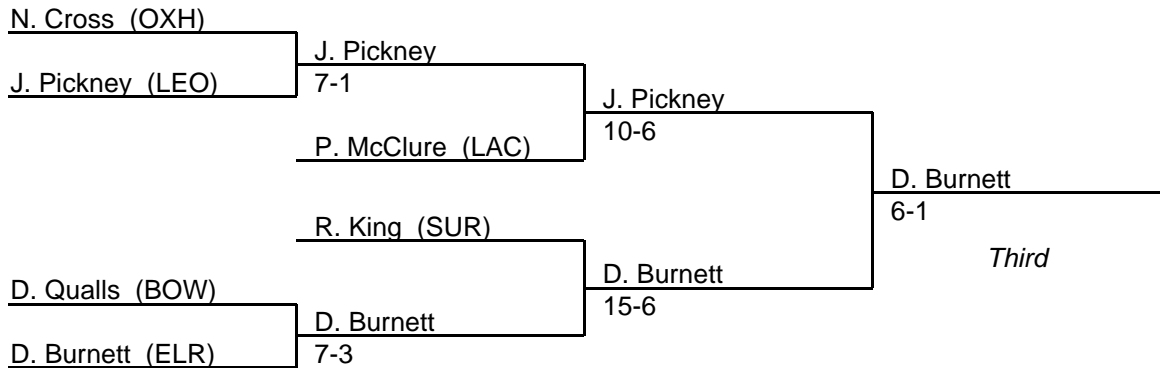 N. Cross (OXH)
J. Pickney
J. Pickney (LEO)
7-1
J. Pickney
10-6
P. McClure (LAC)
D. Burnett
6-1
R. King (SUR)
Third
D. Burnett
15-6
D. Qualls (BOW)
D. Burnett
D. Burnett (ELR)
7-3